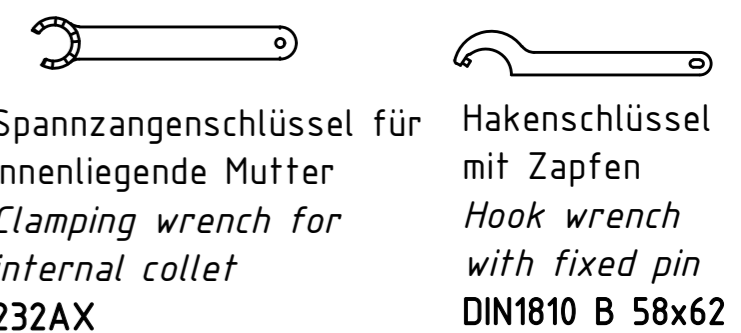 Spannzangenschlüssel für
innenliegende Mutter
Clamping wrench for
internal collet
232AX
Hakenschlüssel
mit Zapfen
Hook wrench
with fixed pin
DIN1810 B 58x62